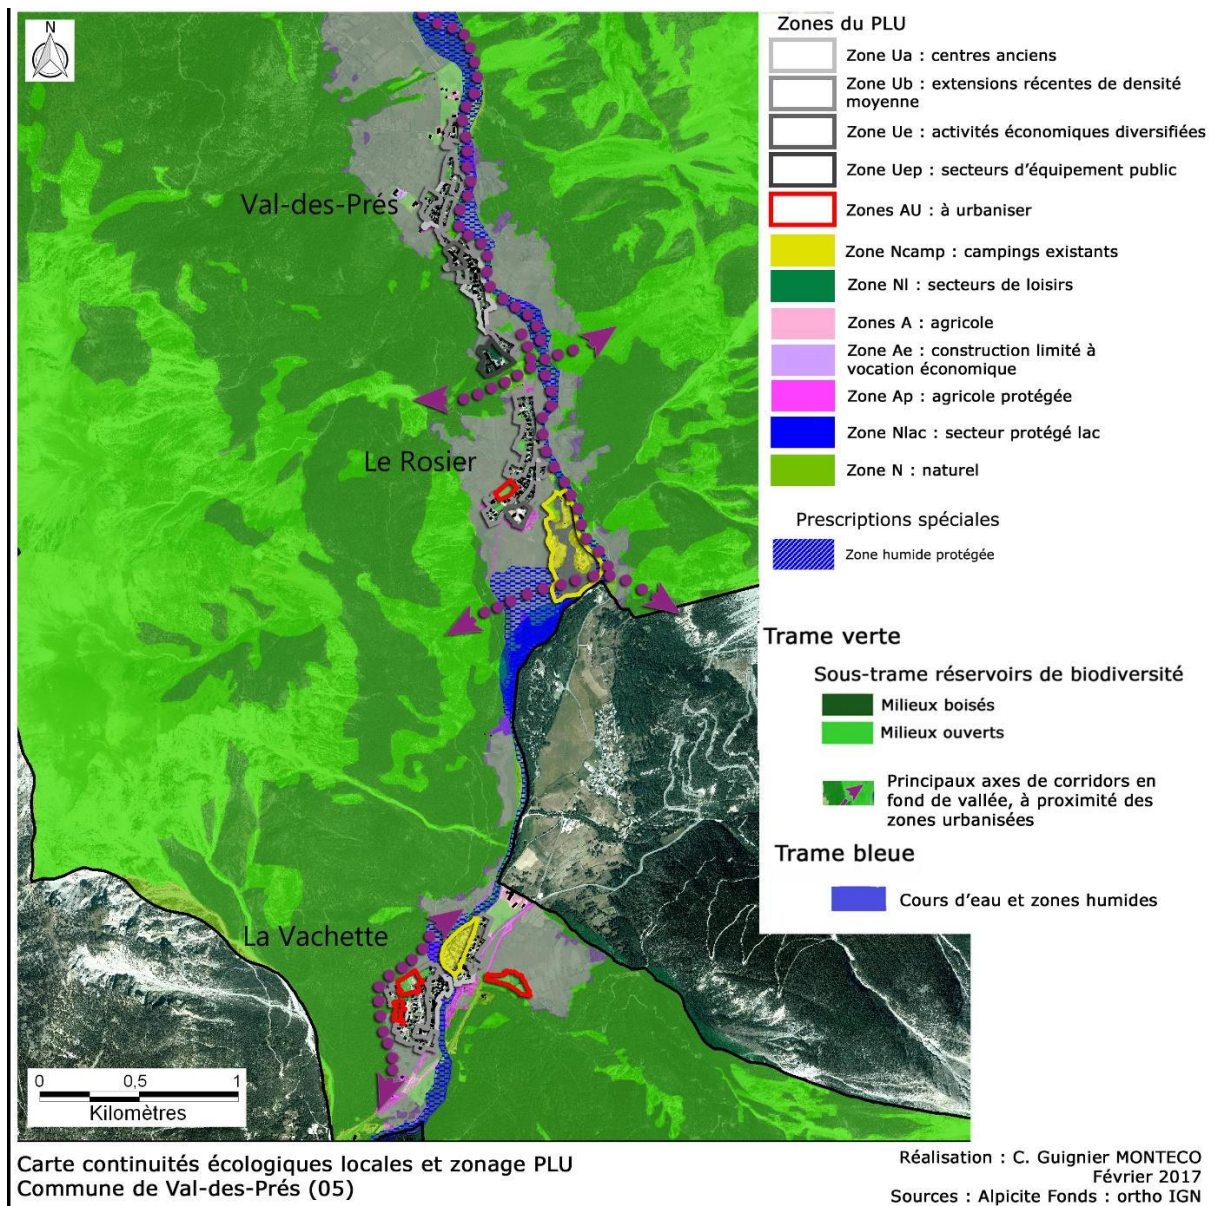 N
Val-des-Prés
Le Rosier
La Vachette
0 0,5 1
Kilomètres
Zones du PLU
Zone Ua : centres anciens
Zone Ub : extensions récentes de densité
moyenne
Zone Ue : activités économiques diversifiées
Zone Uep : secteurs d'équipement public
Zones AU : à urbaniser
Zone Ncamp : campings existants
Zone Nl : secteurs de loisirs
Zones A : agricole
Zone Ae : construction limité à
vocation économique
Zone Ap : agricole protégée
Zone Nlac : secteur protégé lac
Zone N : naturel
Prescriptions spéciales
Zone humide protégée
Trame verte
Sous-trame réservoirs de biodiversité
Milieux boisés
Milieux ouverts
Principaux axes de corridors en
fond de vallée, à proximité des
zones urbanisées
Trame bleue
Cours d'eau et zones humides
Carte continuités écologiques locales et zonage PLU
Commune de Val-des-Prés (05)
Réalisation : C. Guignier MONTECO
Février 2017
Sources : Alpicite Fonds : ortho IGN